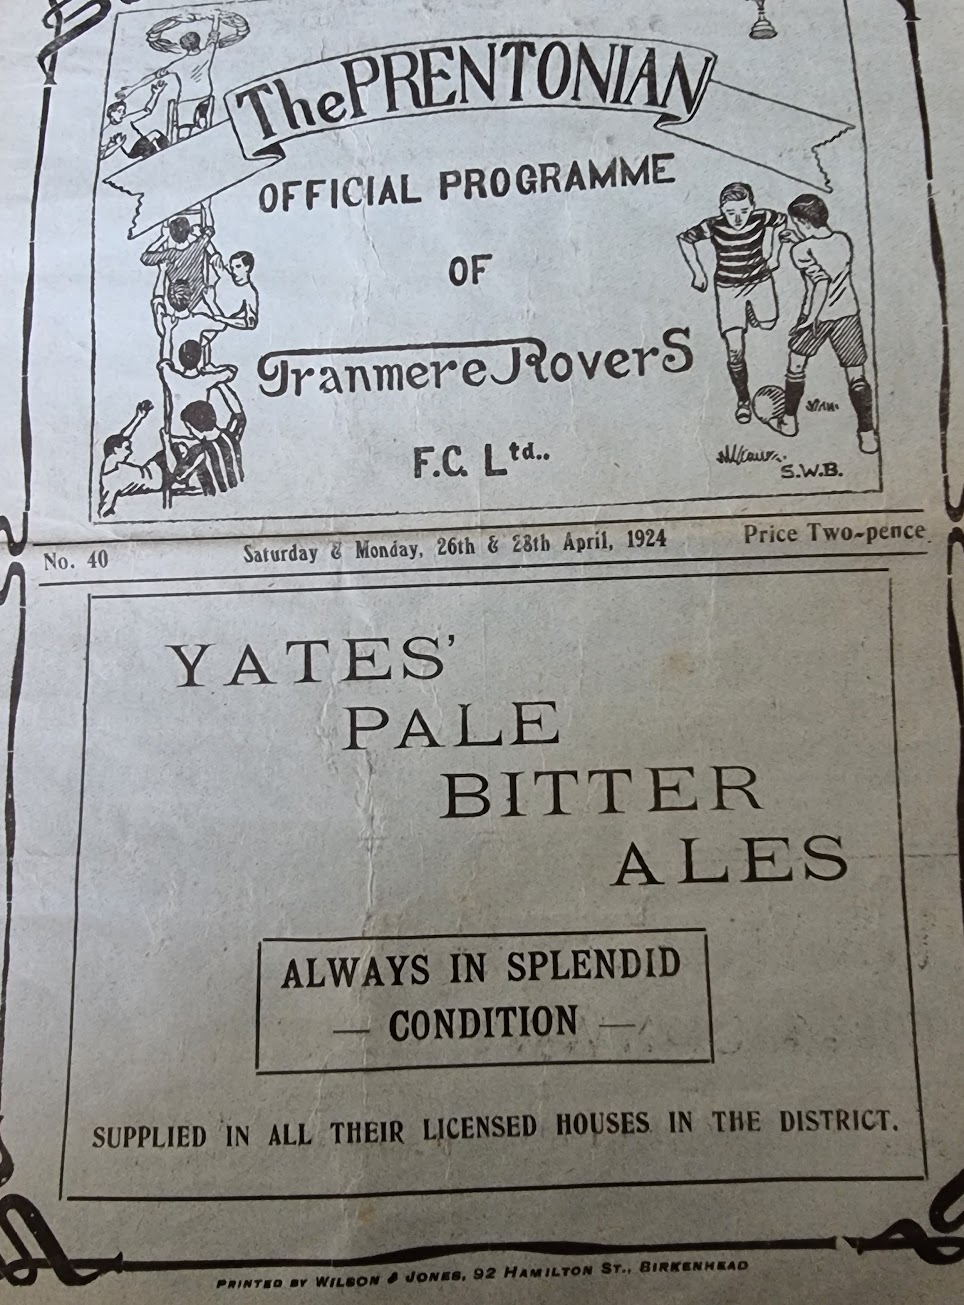 The PRENTONIAN
OFFICIAL PROGRAMME
OF
Tranmere Rovers
F.C. Ltd..
S.W.B.
No. 40 Saturday & Monday, 26th & 28th April, 1924 Price Two-pence
YATES'
PALE
BITTER
ALES
ALWAYS IN SPLENDID
— CONDITION —
SUPPLIED IN ALL THEIR LICENSED HOUSES IN THE DISTRICT.
PRINTED BY WILSON & JONES, 92 HAMILTON ST., BIRKENHEAD